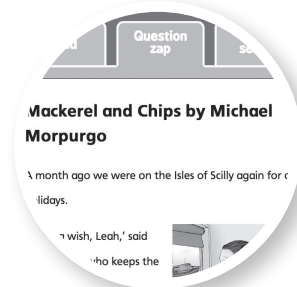 Question
zap
Mackerel and Chips by Michael
Morpurgo
A month ago we were on the Isles of Scilly again for
wish, Leah,' said
who keeps the